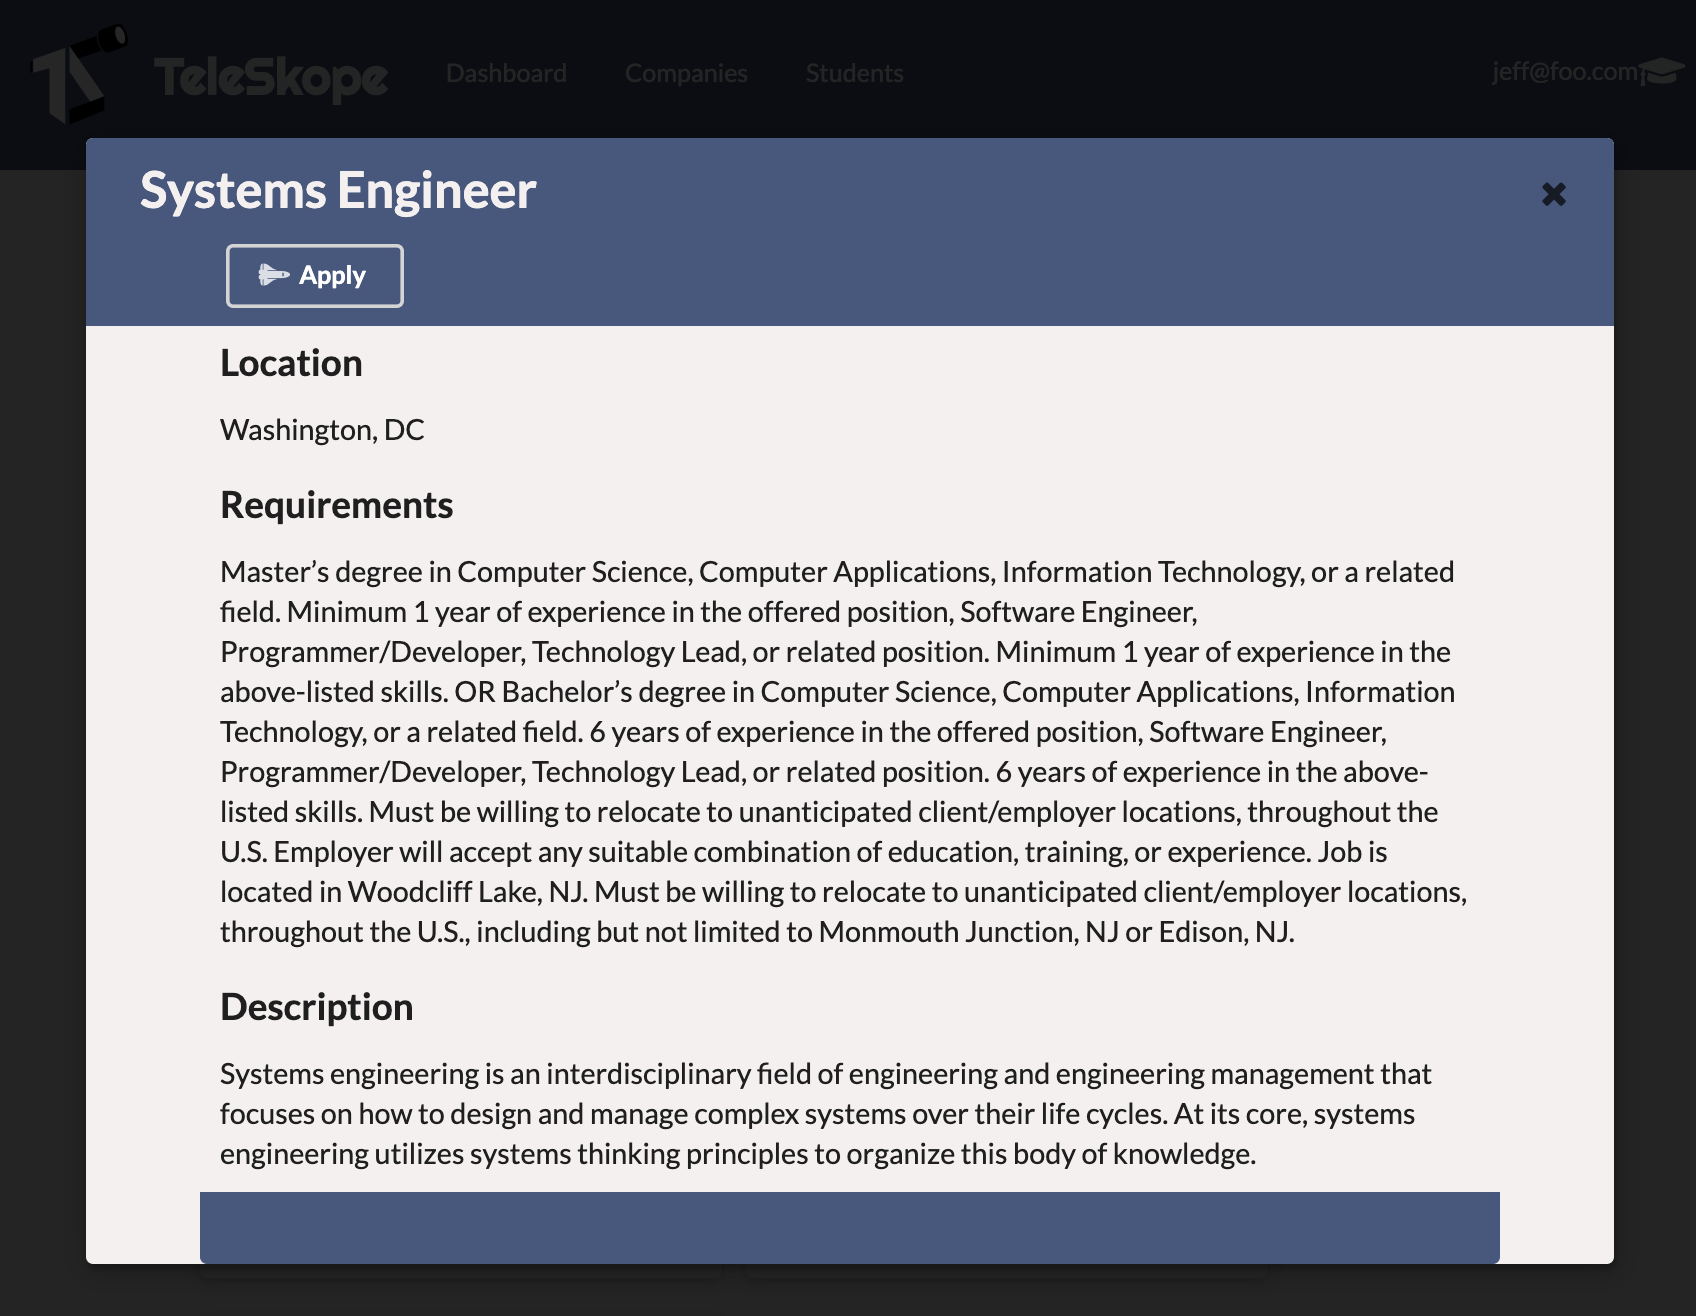 TeleSkope
Dashboard
Companies
Students
jeff@foo.com
Systems Engineer
Apply
Location
Washington, DC
Requirements
Master’s degree in Computer Science, Computer Applications, Information Technology, or a related
field. Minimum 1 year of experience in the offered position, Software Engineer,
Programmer/Developer, Technology Lead, or related position. Minimum 1 year of experience in the
above-listed skills. OR Bachelor’s degree in Computer Science, Computer Applications, Information
Technology, or a related field. 6 years of experience in the offered position, Software Engineer,
Programmer/Developer, Technology Lead, or related position. 6 years of experience in the above-
listed skills. Must be willing to relocate to unanticipated client/employer locations, throughout the
U.S. Employer will accept any suitable combination of education, training, or experience. Job is
located in Woodcliff Lake, NJ. Must be willing to relocate to unanticipated client/employer locations,
throughout the U.S., including but not limited to Monmouth Junction, NJ or Edison, NJ.
Description
Systems engineering is an interdisciplinary field of engineering and engineering management that
focuses on how to design and manage complex systems over their life cycles. At its core, systems
engineering utilizes systems thinking principles to organize this body of knowledge.